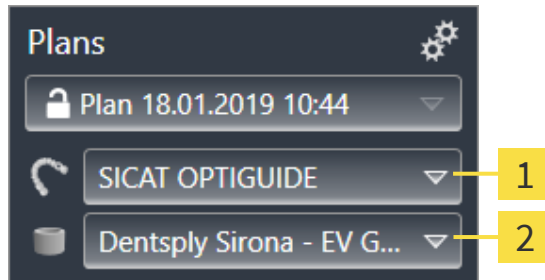 Plans
Plan 18.01.2019 10:44
SICAT OPTIGUIDE
1
Dentsply Sirona - EV G...
2